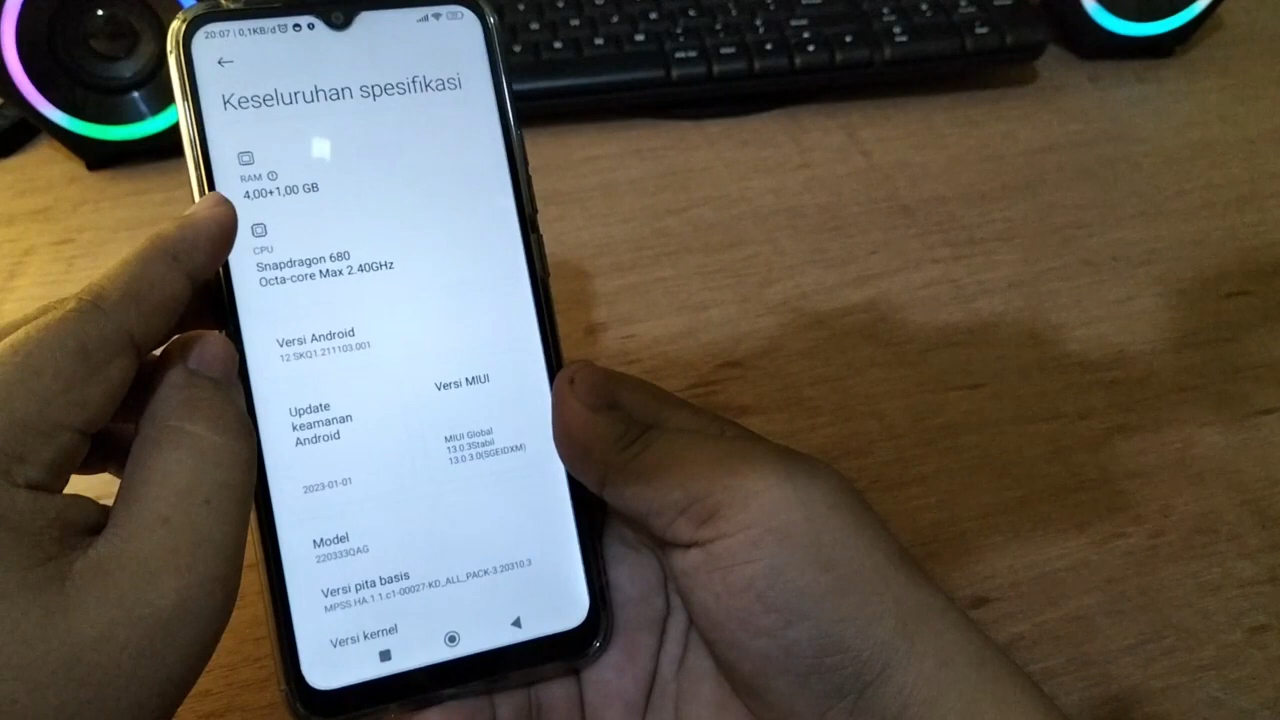 20:07 | 0,1KB/d
Keseluruhan spesifikasi
RAM
4,00+1,00 GB
CPU
Snapdragon 680
Octa-core Max 2.40GHz
Versi Android
12 SKQ1.211103.001
Versi MIUI
Update
keamanan
Android
MIUI Global
13.0.3Stabil
13.0.3.0(SGEIDXM)
2023-01-01
Model
220333QAG
Versi pita basis
MPSS.HA.1.1.c1-00027-KD_ALL_PACK-3.20310.3
Versi kernel